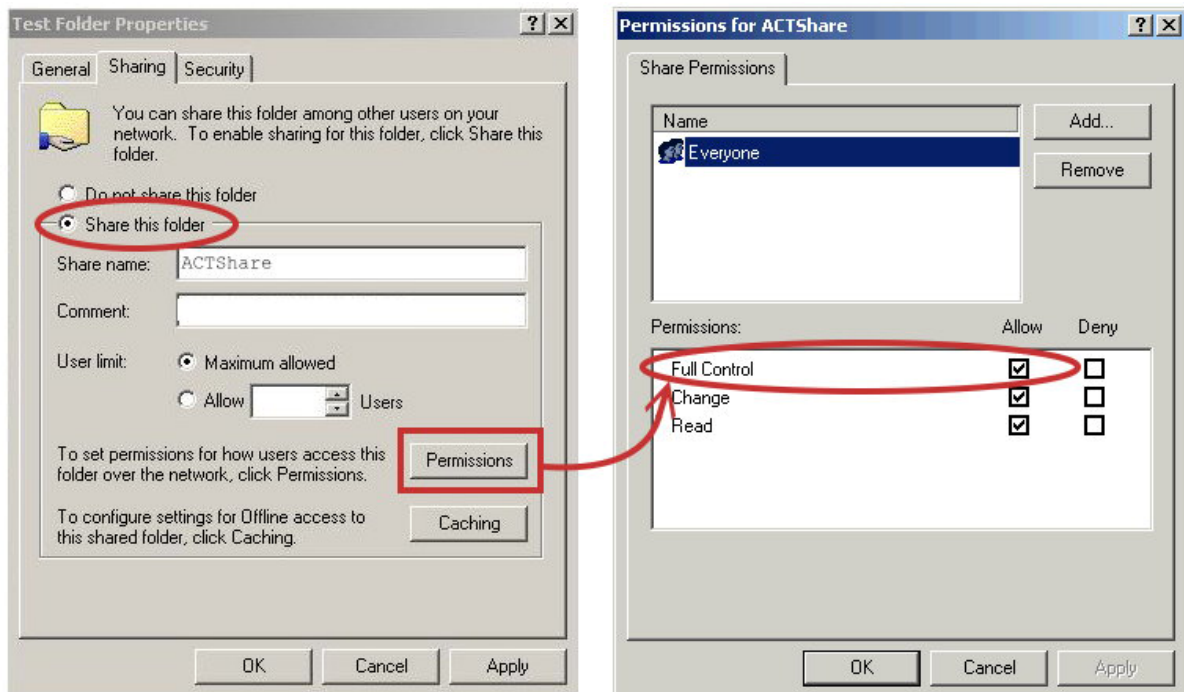 Test Folder Properties
General Sharing Security
You can share this folder among other users on your
network. To enable sharing for this folder, click Share this
folder.
Do not share this folder
Share this folder
Share name: ACTShare
Comment:
User limit: Maximum allowed
Allow Users
To set permissions for how users access this
folder over the network, click Permissions.
Permissions
To configure settings for Offline access to
this shared folder, click Caching.
Caching
OK Cancel Apply
Permissions for ACTShare
Share Permissions
Name
Everyone
Add...
Remove
Permissions: Allow Deny
Full Control
Change
Read
OK Cancel Apply